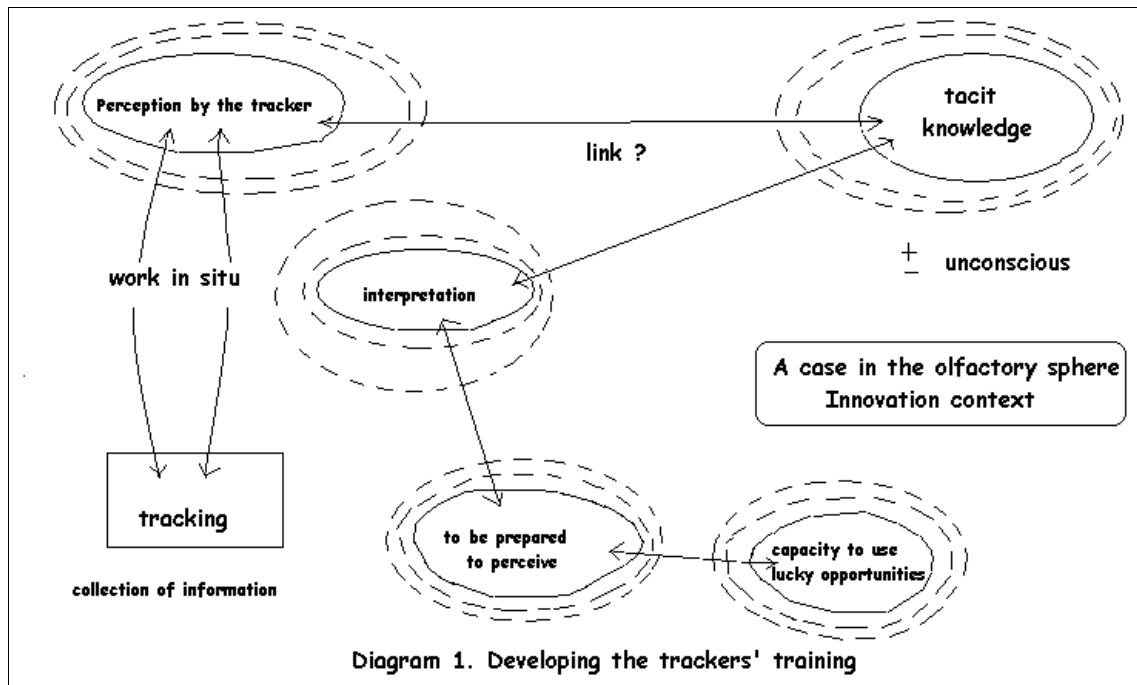 Perception by the tracker
tacit
knowledge
link ?
± unconscious
work in situ
interpretation
A case in the olfactory sphere
Innovation context
tracking
to be prepared
to perceive
capacity to use
lucky opportunities
collection of information
Diagram 1. Developing the trackers' training